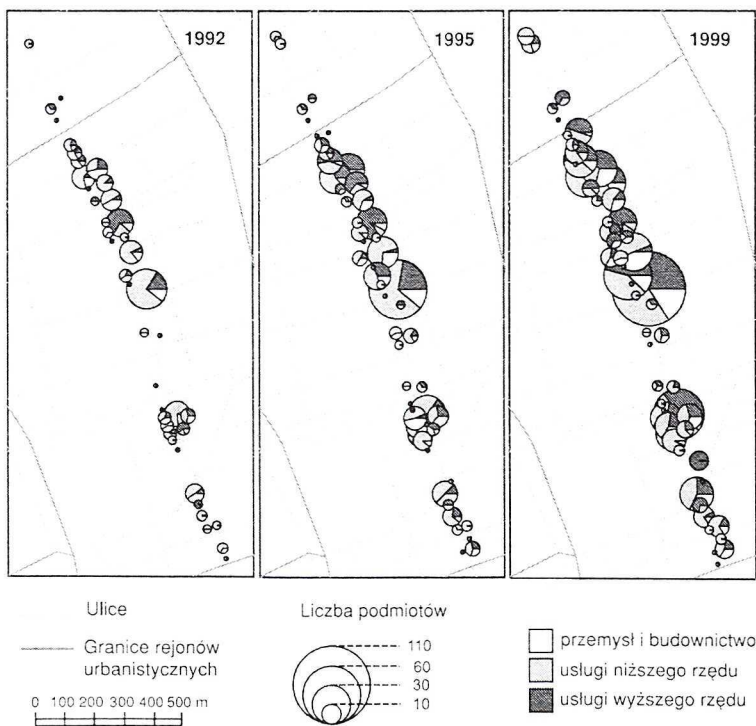 1992
1995
1999
Ulice
Granice rejonów
urbanistycznych
0 100 200 300 400 500 m
Liczba podmiotów
110
60
30
10
przemysł i budownictwo
usługi niższego rzędu
usługi wyższego rzędu